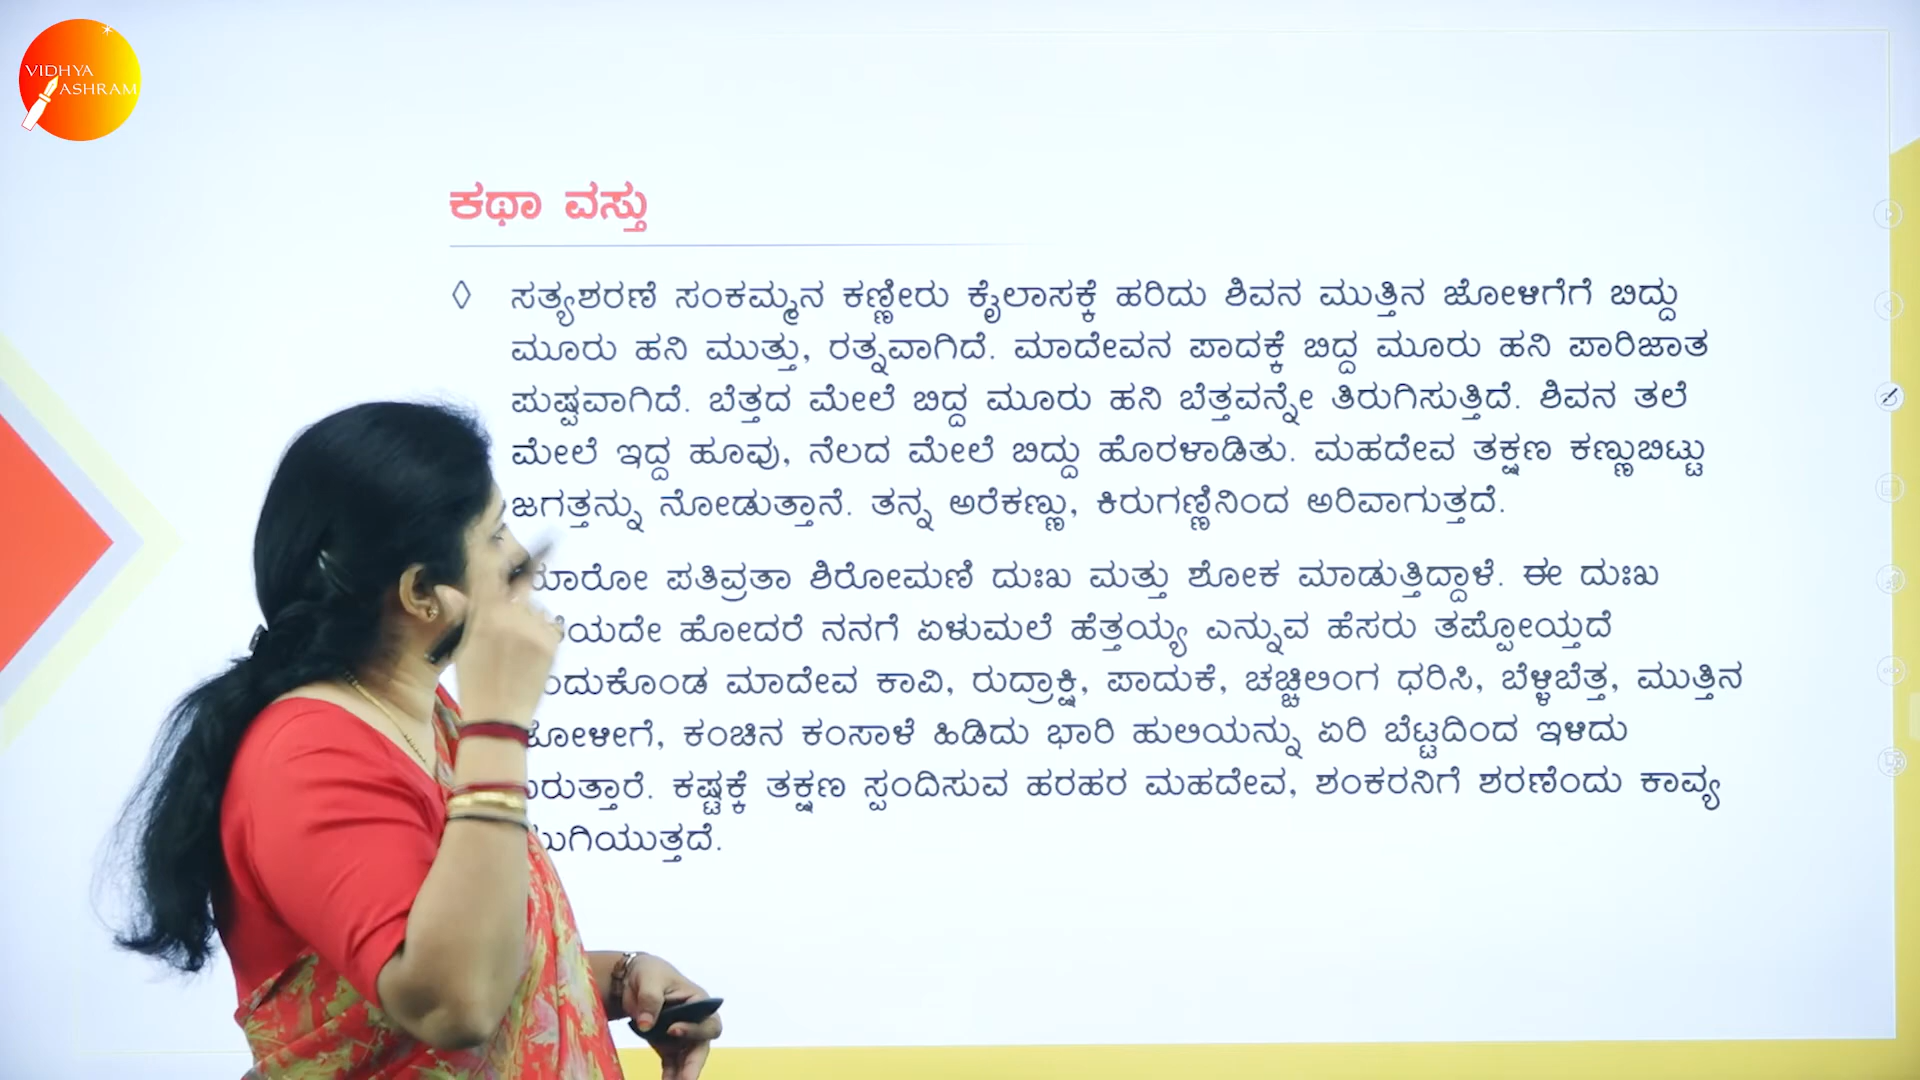 VIDHYA
ASHRAM
ಕಥಾ ವಸ್ತು
ಸತ್ಯಶರಣೆ ಸಂಕಮ್ಮನ ಕಣ್ಣೀರು ಕೈಲಾಸಕ್ಕೆ ಹರಿದು ಶಿವನ ಮುತ್ತಿನ ಜೋಳಿಗೆಗೆ ಬಿದ್ದು
ಮೂರು ಹನಿ ಮುತ್ತು, ರತ್ನವಾಗಿದೆ. ಮಾದೇವನ ಪಾದಕ್ಕೆ ಬಿದ್ದ ಮೂರು ಹನಿ ಪಾರಿಜಾತ
ಪುಷ್ಪವಾಗಿದೆ. ಬೆತ್ತದ ಮೇಲೆ ಬಿದ್ದ ಮೂರು ಹನಿ ಬೆತ್ತವನ್ನೇ ತಿರುಗಿಸುತ್ತಿದೆ. ಶಿವನ ತಲೆ
ಮೇಲೆ ಇದ್ದ ಹೂವು, ನೆಲದ ಮೇಲೆ ಬಿದ್ದು ಹೊರಳಾಡಿತು. ಮಹದೇವ ತಕ್ಷಣ ಕಣ್ಣುಬಿಟ್ಟು
ಜಗತ್ತನ್ನು ನೋಡುತ್ತಾನೆ. ತನ್ನ ಅರೆಕಣ್ಣು, ಕಿರುಗಣ್ಣಿನಿಂದ ಅರಿವಾಗುತ್ತದೆ.
ಪತಿವ್ರತಾ ಶಿರೋಮಣಿ ದುಃಖ ಮತ್ತು ಶೋಕ ಮಾಡುತ್ತಿದ್ದಾಳೆ. ಈ ದುಃಖ
ಹೋದರೆ ನನಗೆ ಏಳುಮಲೆ ಹೆತ್ತಯ್ಯ ಎನ್ನುವ ಹೆಸರು ತಪ್ಪೋಯ್ತದೆ
ಮಾದೇವ ಕಾವಿ, ರುದ್ರಾಕ್ಷಿ, ಪಾದುಕೆ, ಚಚ್ಚಿಲಿಂಗ ಧರಿಸಿ, ಬೆಳ್ಳಿಬೆತ್ತ, ಮುತ್ತಿನ
ಕಂಚಿನ ಕಂಸಾಳೆ ಹಿಡಿದು ಭಾರಿ ಹುಲಿಯನ್ನು ಏರಿ ಬೆಟ್ಟದಿಂದ ಇಳಿದು
ಕಷ್ಟಕ್ಕೆ ತಕ್ಷಣ ಸ್ಪಂದಿಸುವ ಹರಹರ ಮಹದೇವ, ಶಂಕರನಿಗೆ ಶರಣೆಂದು ಕಾವ್ಯ